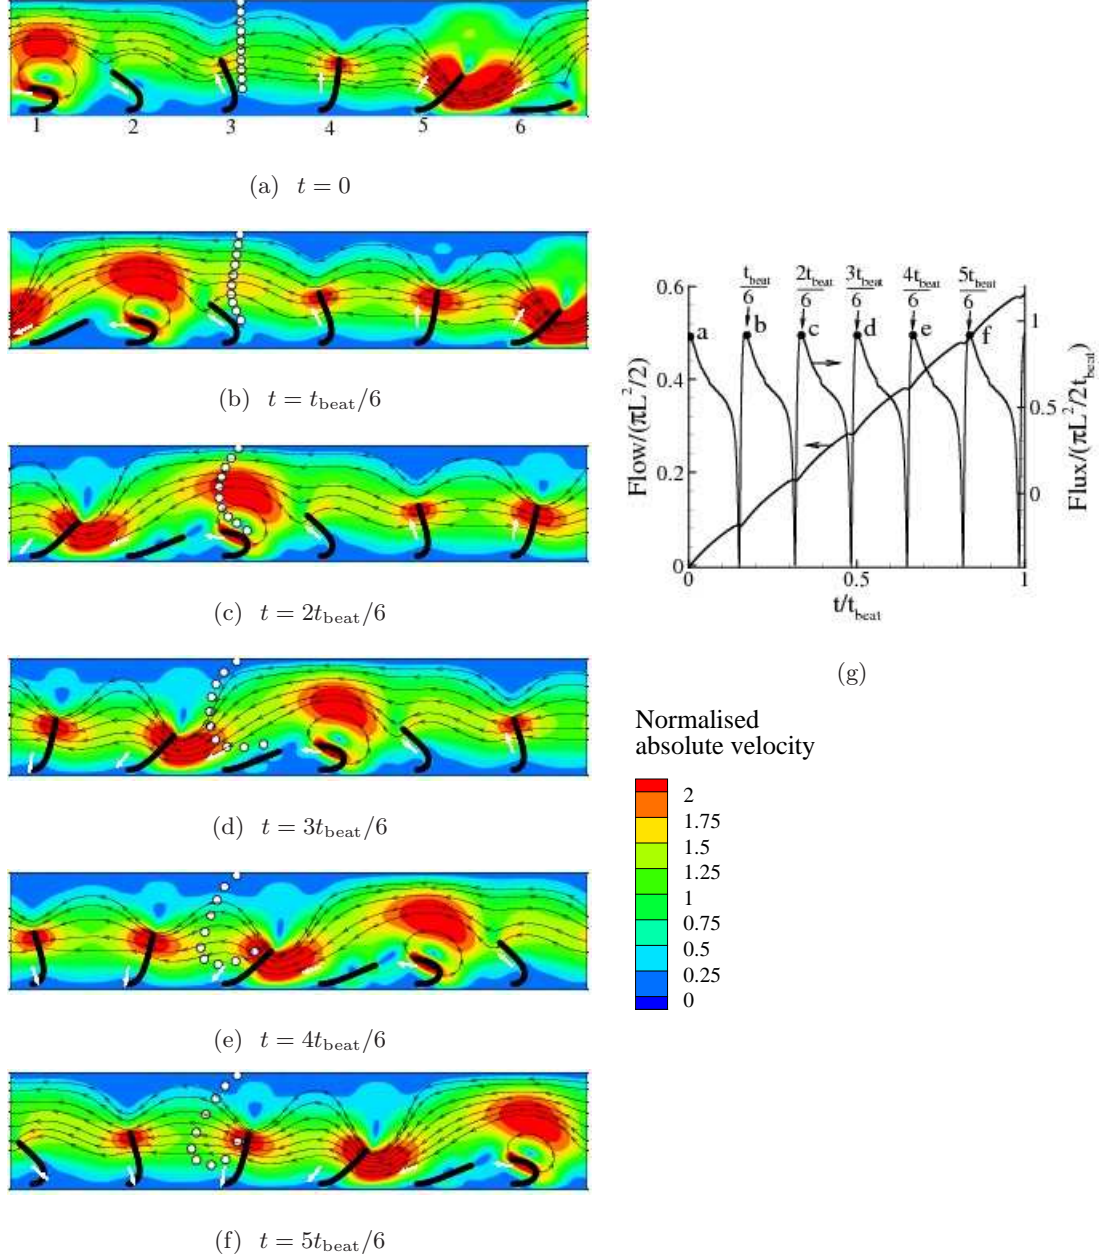 1 2 3 4 5 6
(a) t = 0
(b) t = t_beat/6
(c) t = 2t_beat/6
(d) t = 3t_beat/6
(e) t = 4t_beat/6
(f) t = 5t_beat/6
t_beat/6 2t_beat/6 3t_beat/6 4t_beat/6 5t_beat/6
a b c d e f
0.6
0.4
0.2
0
Flow/(πL²/2)
1
0.5
0
Flux/(πL²/2t_beat)
0 0.5 1
t/t_beat
(g)
Normalised
absolute velocity
2
1.75
1.5
1.25
1
0.75
0.5
0.25
0